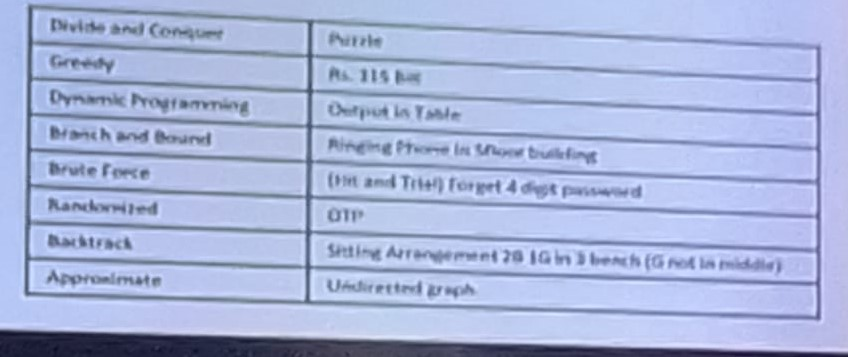 Divide and Conquer Puzzle
Greedy Rs. 115
Dynamic Programming Output in Table
Branch and Bound Ringing Phone in building
Brute Force (Hit and Trial) Forget 4 digit password
Randomized OTP
Backtrack Sitting Arrangement 2B 1G in 3 bench (G not in middle)
Approximate Undirected graph